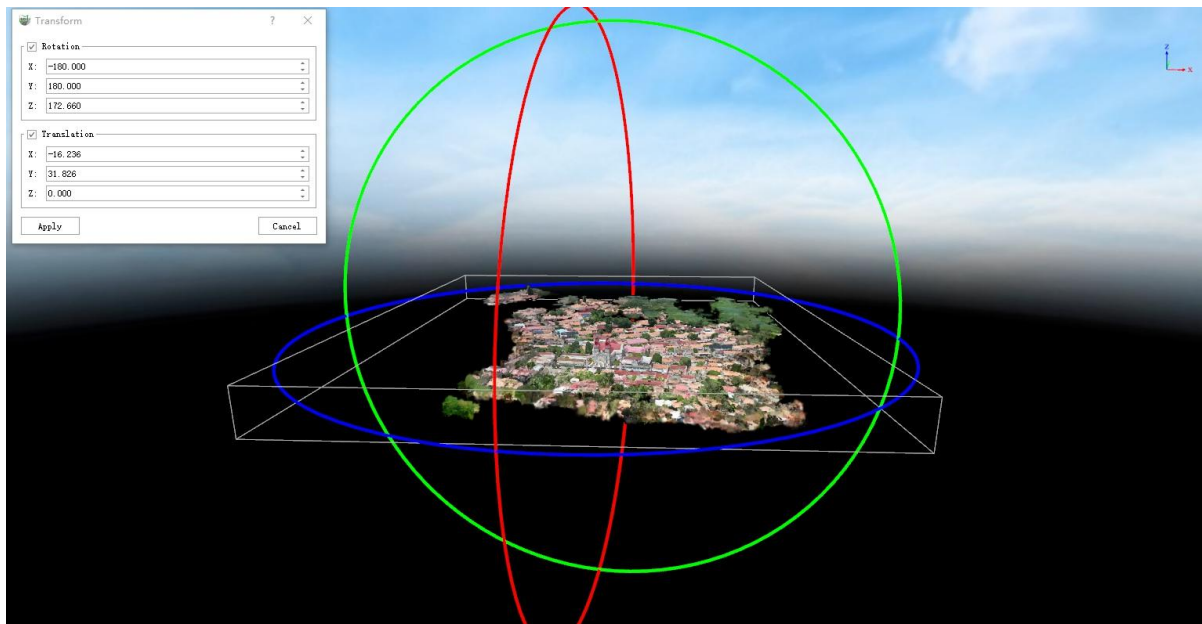 Transform ? ×
Rotation
X: -180.000
Y: 180.000
Z: 172.660
Translation
X: -16.236
Y: 31.826
Z: 0.000
Apply Cancel
Z
X